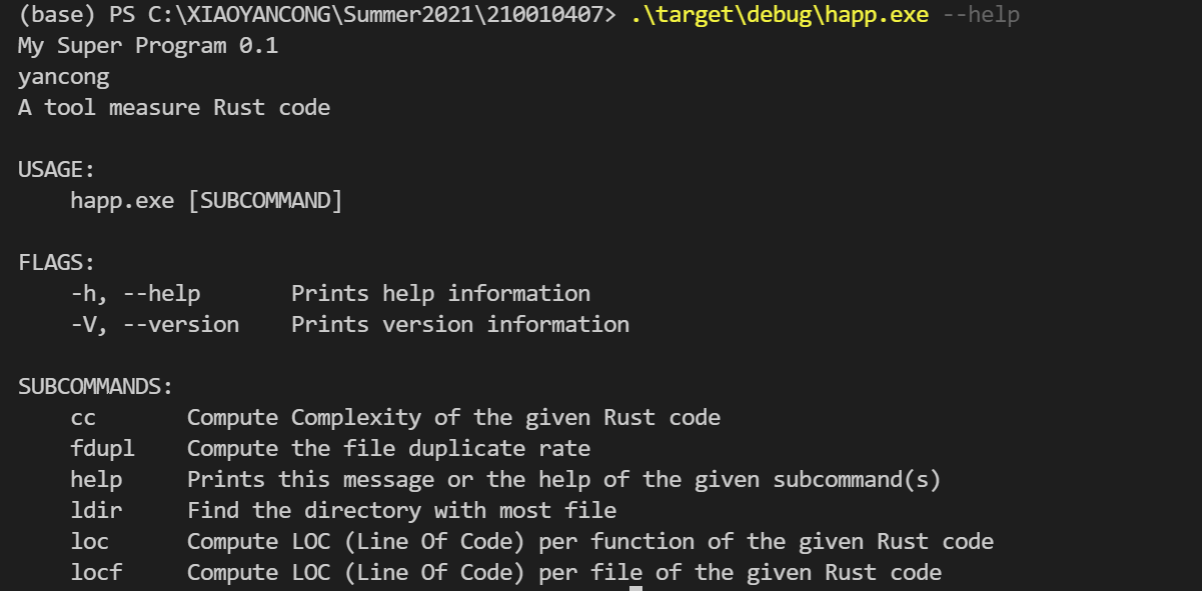 (base) PS C:\XIAOYANCONG\Summer2021\210010407> .\target\debug\happ.exe --help
My Super Program 0.1
yancong
A tool measure Rust code
USAGE:
happ.exe [SUBCOMMAND]
FLAGS:
-h, --help       Prints help information
-V, --version    Prints version information
SUBCOMMANDS:
cc       Compute Complexity of the given Rust code
fdupl    Compute the file duplicate rate
help     Prints this message or the help of the given subcommand(s)
ldir     Find the directory with most file
loc      Compute LOC (Line Of Code) per function of the given Rust code
locf     Compute LOC (Line Of Code) per file of the given Rust code